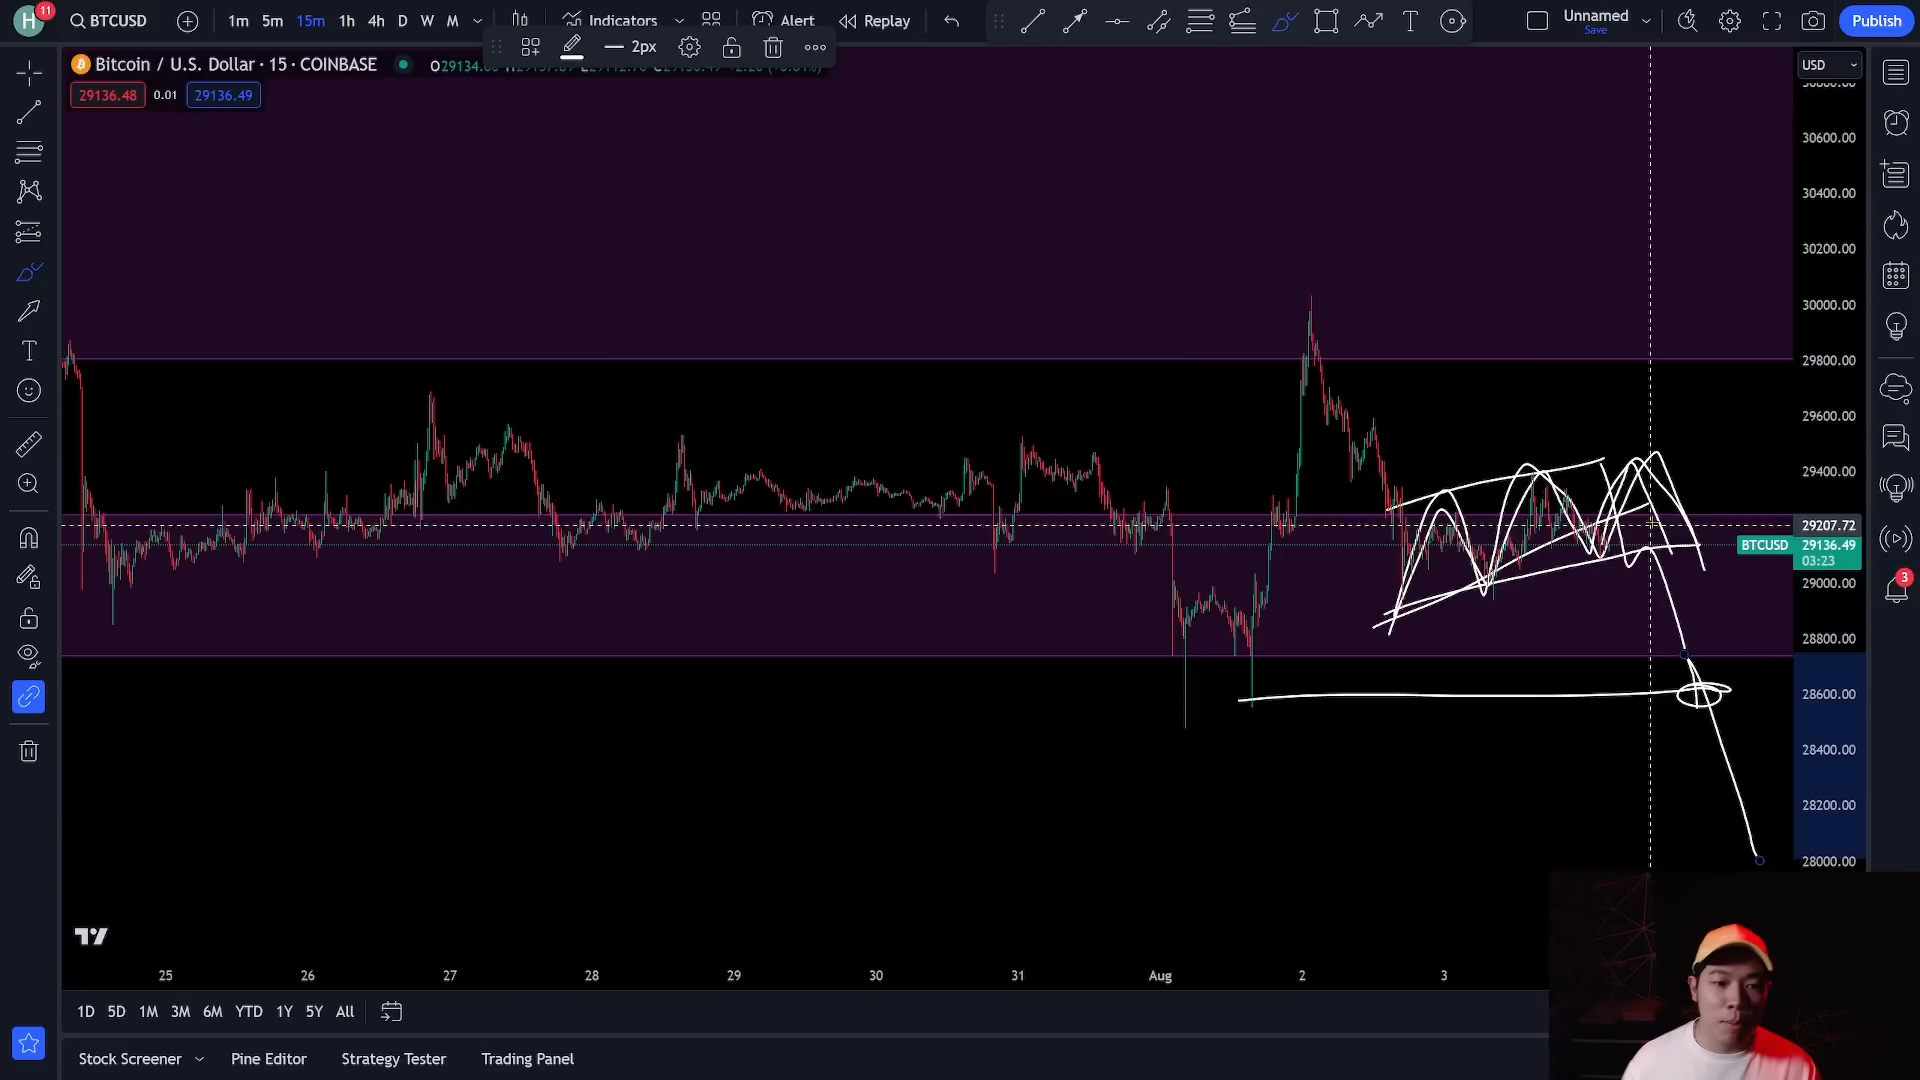 H
11
BTCUSD
1m 5m 15m 1h 4h D W M
Indicators
Alert
Replay
Unnamed
Save
Publish
2px
Bitcoin / U.S. Dollar · 15 · COINBASE
29136.48 0.01 29136.49
USD
30600.00
30400.00
30200.00
30000.00
29800.00
29600.00
29400.00
29207.72
BTCUSD 29136.49
03:23
29000.00
28800.00
28600.00
28400.00
28200.00
28000.00
3
25 26 27 28 29 30 31 Aug 2 3
1D 5D 1M 3M 6M YTD 1Y 5Y All
Stock Screener Pine Editor Strategy Tester Trading Panel